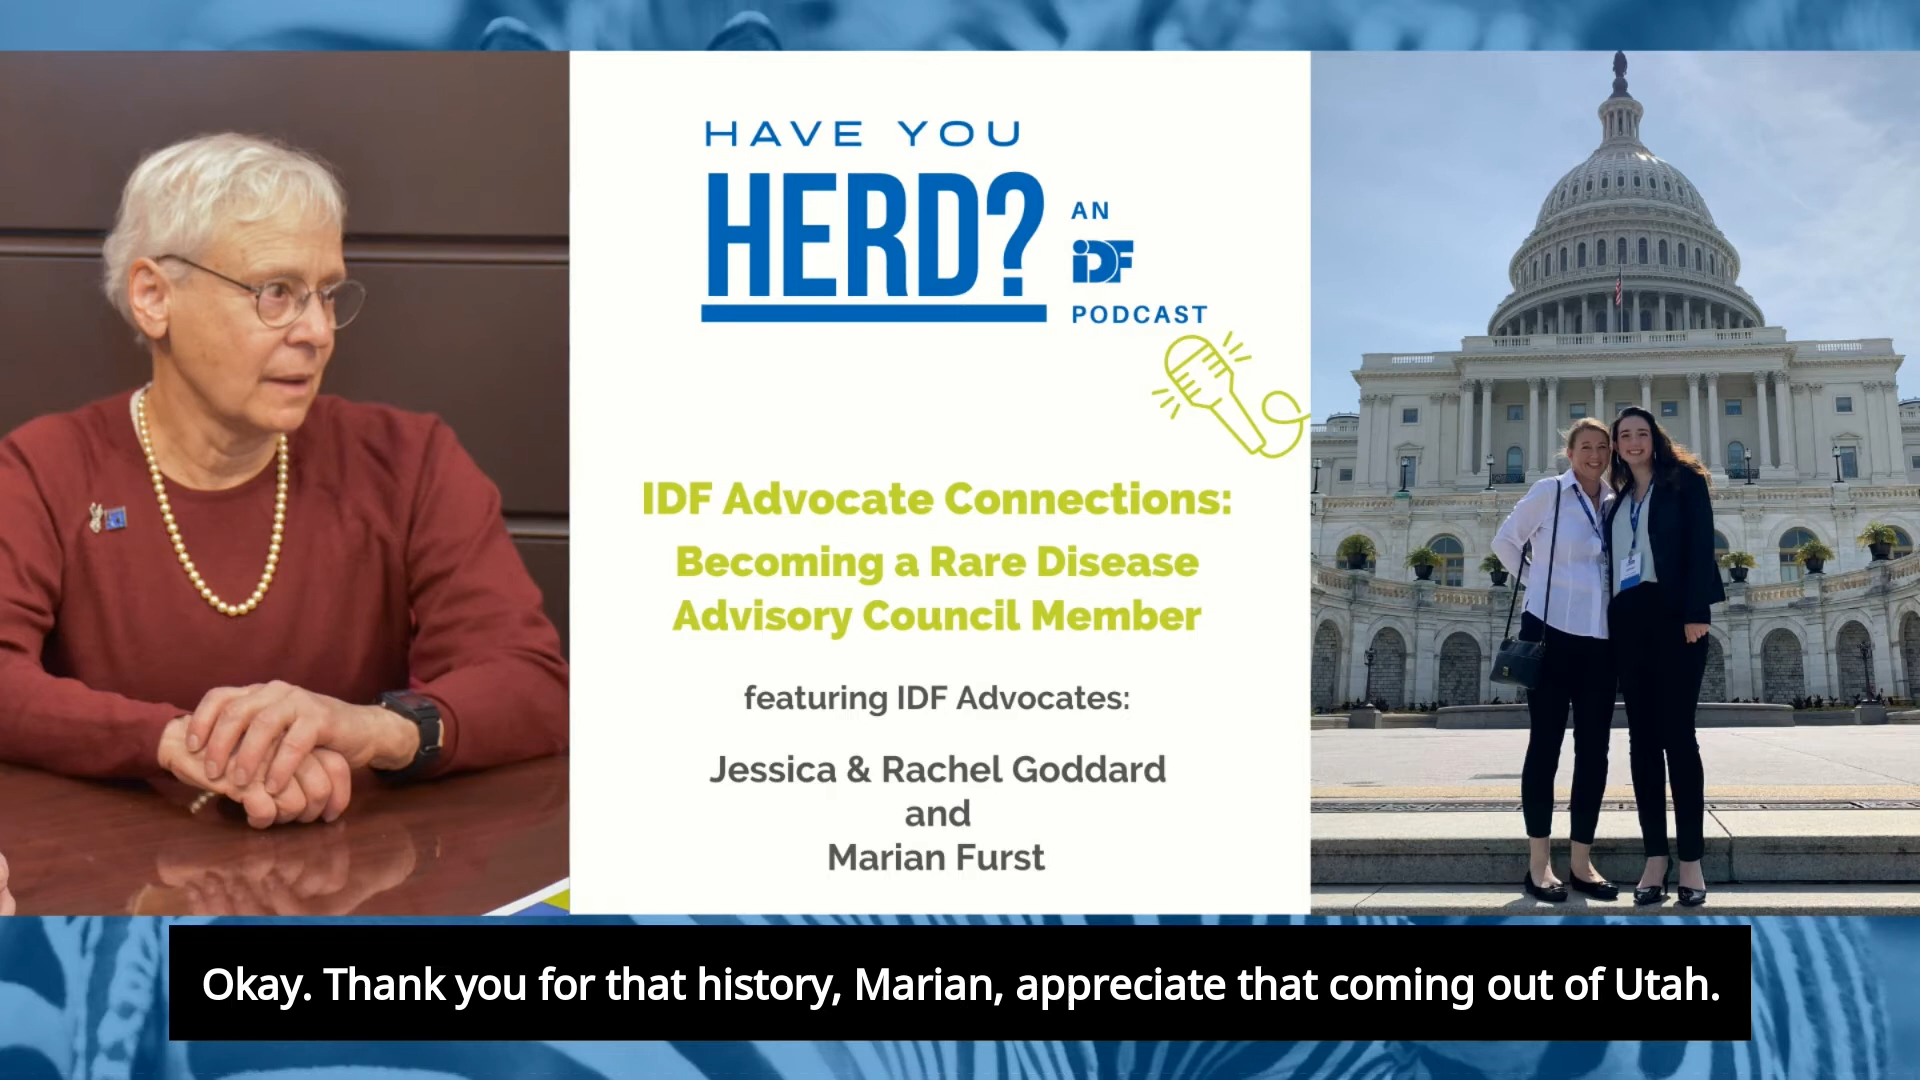 HAVE YOU
HERD?
AN
iDF
PODCAST
IDF Advocate Connections:
Becoming a Rare Disease
Advisory Council Member
featuring IDF Advocates:
Jessica & Rachel Goddard
and
Marian Furst
Okay. Thank you for that history, Marian, appreciate that coming out of Utah.